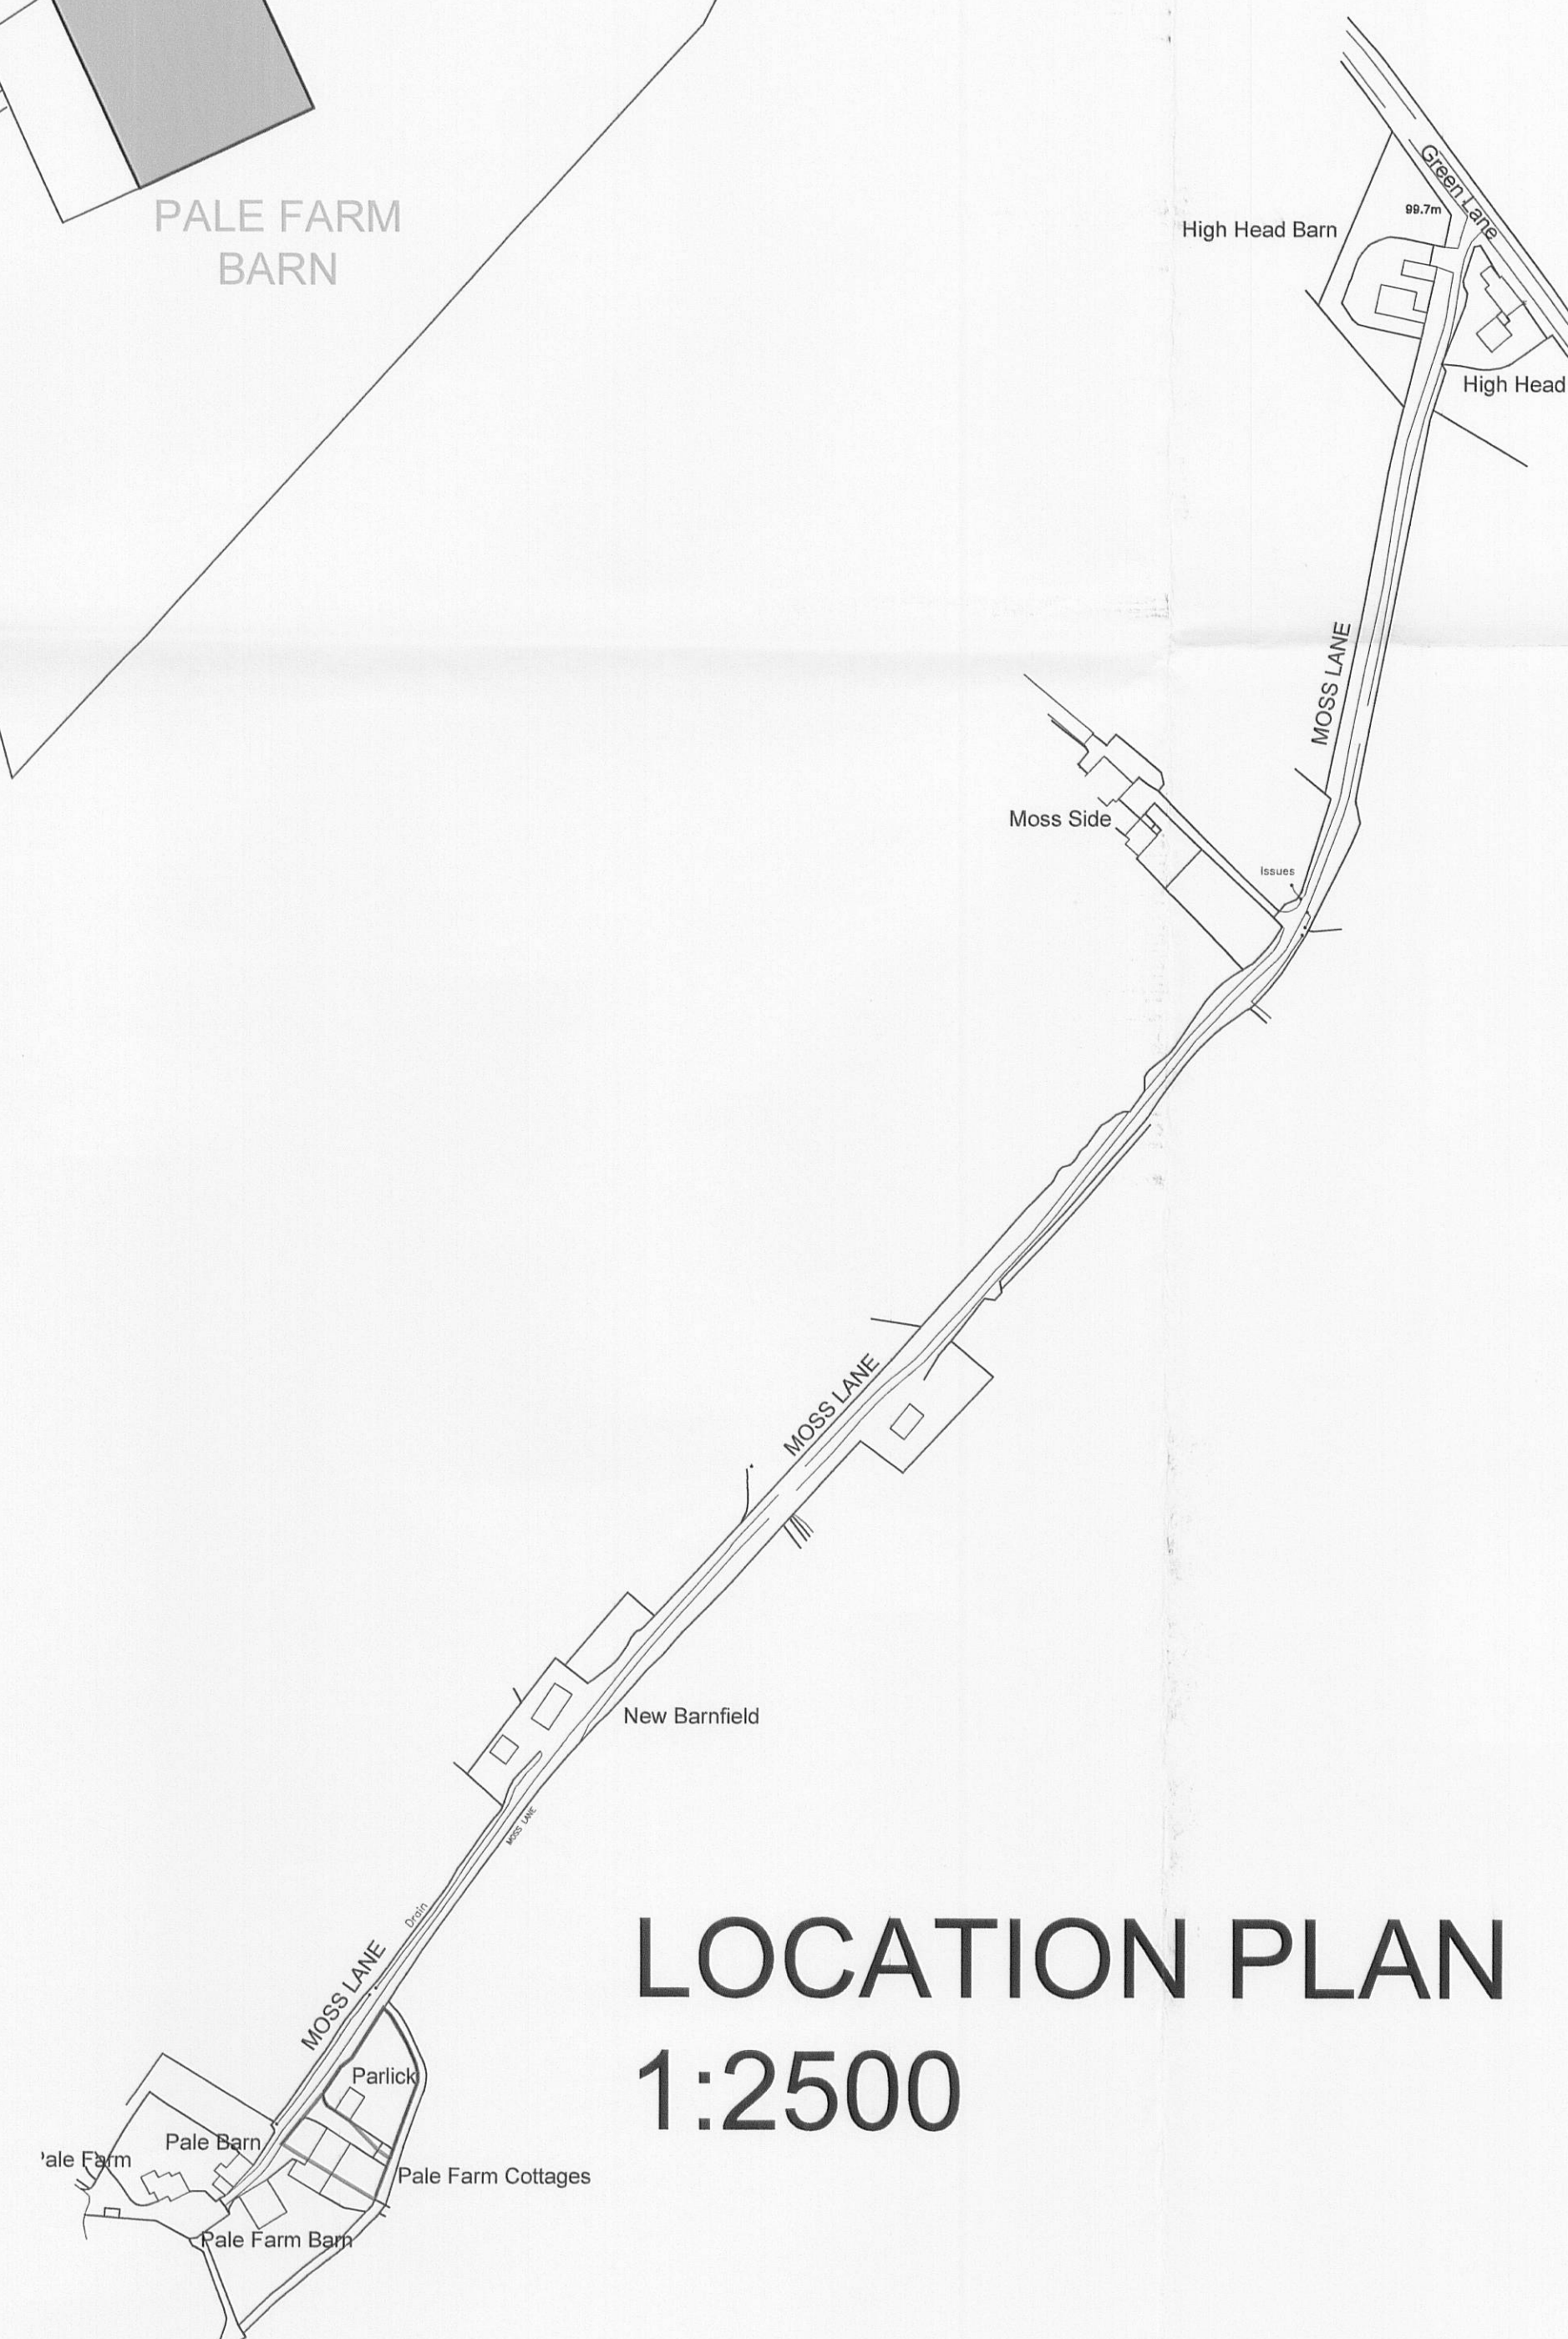 PALE FARM
BARN
Green Lane
99.7m
High Head Barn
High Head
MOSS LANE
Moss Side
Issues
MOSS LANE
New Barnfield
MOSS LANE
Drain
MOSS LANE
LOCATION PLAN
1:2500
Parlick
Pale Barn
ale Farm
Pale Farm Cottages
Pale Farm Barn